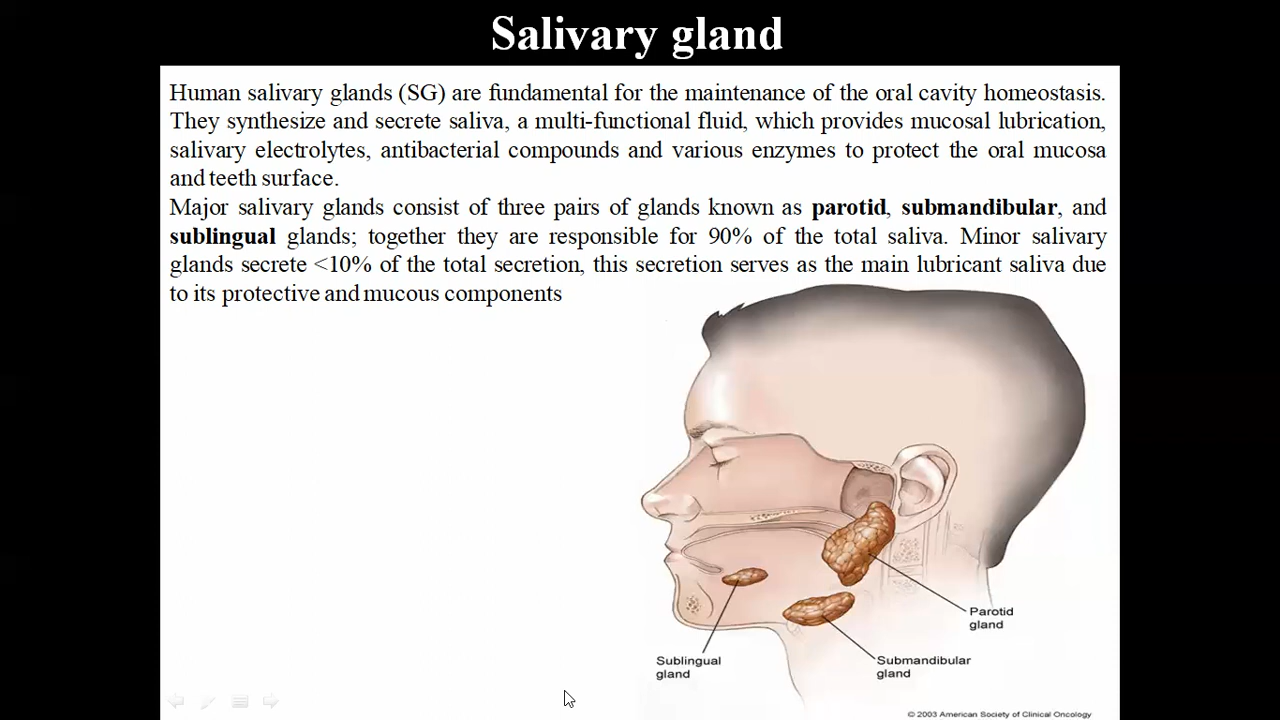 Salivary gland
Human salivary glands (SG) are fundamental for the maintenance of the oral cavity homeostasis.
They synthesize and secrete saliva, a multi-functional fluid, which provides mucosal lubrication,
salivary electrolytes, antibacterial compounds and various enzymes to protect the oral mucosa
and teeth surface.
Major salivary glands consist of three pairs of glands known as parotid, submandibular, and
sublingual glands; together they are responsible for 90% of the total saliva. Minor salivary
glands secrete <10% of the total secretion, this secretion serves as the main lubricant saliva due
to its protective and mucous components
Parotid
gland
Sublingual
gland
Submandibular
gland
© 2003 American Society of Clinical Oncology